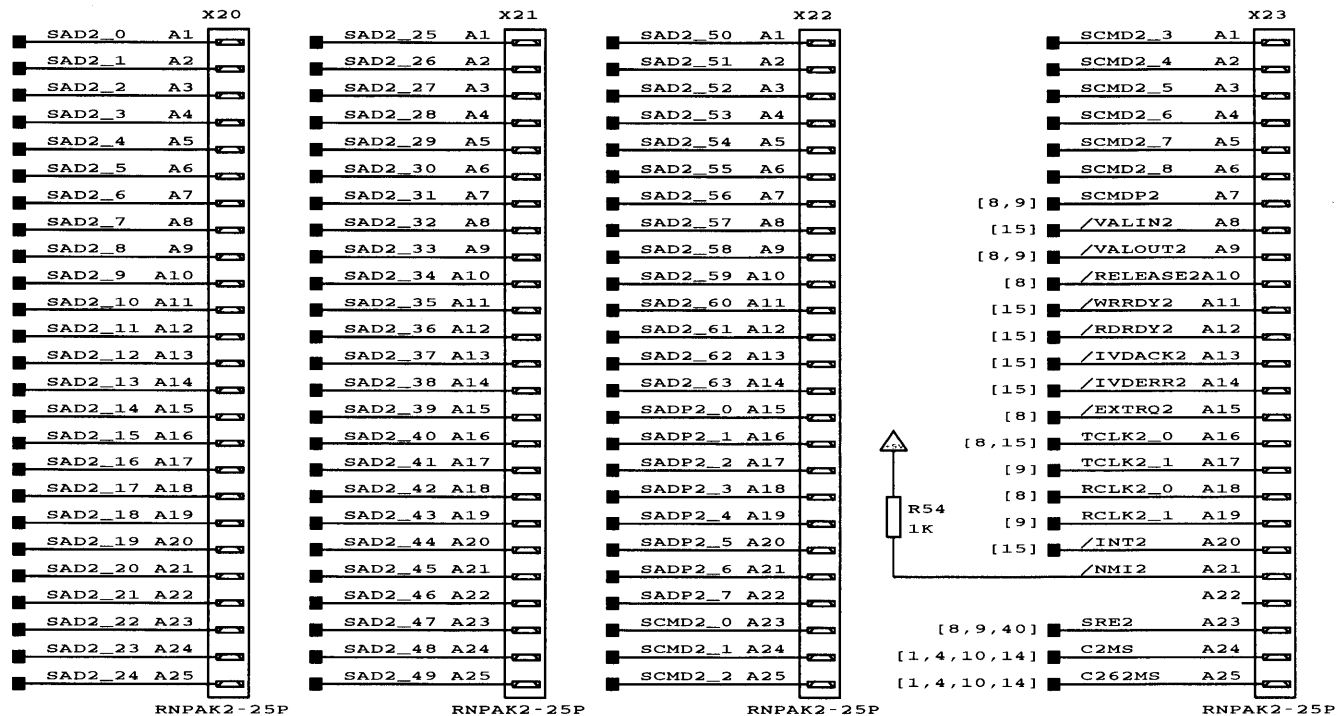 X20
SAD2_0 A1
SAD2_1 A2
SAD2_2 A3
SAD2_3 A4
SAD2_4 A5
SAD2_5 A6
SAD2_6 A7
SAD2_7 A8
SAD2_8 A9
SAD2_9 A10
SAD2_10 A11
SAD2_11 A12
SAD2_12 A13
SAD2_13 A14
SAD2_14 A15
SAD2_15 A16
SAD2_16 A17
SAD2_17 A18
SAD2_18 A19
SAD2_19 A20
SAD2_20 A21
SAD2_21 A22
SAD2_22 A23
SAD2_23 A24
SAD2_24 A25
RNPAK2-25P
X21
SAD2_25 A1
SAD2_26 A2
SAD2_27 A3
SAD2_28 A4
SAD2_29 A5
SAD2_30 A6
SAD2_31 A7
SAD2_32 A8
SAD2_33 A9
SAD2_34 A10
SAD2_35 A11
SAD2_36 A12
SAD2_37 A13
SAD2_38 A14
SAD2_39 A15
SAD2_40 A16
SAD2_41 A17
SAD2_42 A18
SAD2_43 A19
SAD2_44 A20
SAD2_45 A21
SAD2_46 A22
SAD2_47 A23
SAD2_48 A24
SAD2_49 A25
RNPAK2-25P
X22
SAD2_50 A1
SAD2_51 A2
SAD2_52 A3
SAD2_53 A4
SAD2_54 A5
SAD2_55 A6
SAD2_56 A7
SAD2_57 A8
SAD2_58 A9
SAD2_59 A10
SAD2_60 A11
SAD2_61 A12
SAD2_62 A13
SAD2_63 A14
SADP2_0 A15
SADP2_1 A16
SADP2_2 A17
SADP2_3 A18
SADP2_4 A19
SADP2_5 A20
SADP2_6 A21
SADP2_7 A22
SCMD2_0 A23
SCMD2_1 A24
SCMD2_2 A25
RNPAK2-25P
+5V
R54
1K
X23
SCMD2_3 A1
SCMD2_4 A2
SCMD2_5 A3
SCMD2_6 A4
SCMD2_7 A5
SCMD2_8 A6
[8,9] SCMDP2 A7
[15] /VALIN2 A8
[8,9] /VALOUT2 A9
[8] /RELEASE2A10
[15] /WRRDY2 A11
[15] /RDRDY2 A12
[15] /IVDACK2 A13
[15] /IVDERR2 A14
[8] /EXTRQ2 A15
[8,15] TCLK2_0 A16
[9] TCLK2_1 A17
[8] RCLK2_0 A18
[9] RCLK2_1 A19
[15] /INT2 A20
/NMI2 A21
A22
[8,9,40] SRE2 A23
[1,4,10,14] C2MS A24
[1,4,10,14] C262MS A25
RNPAK2-25P